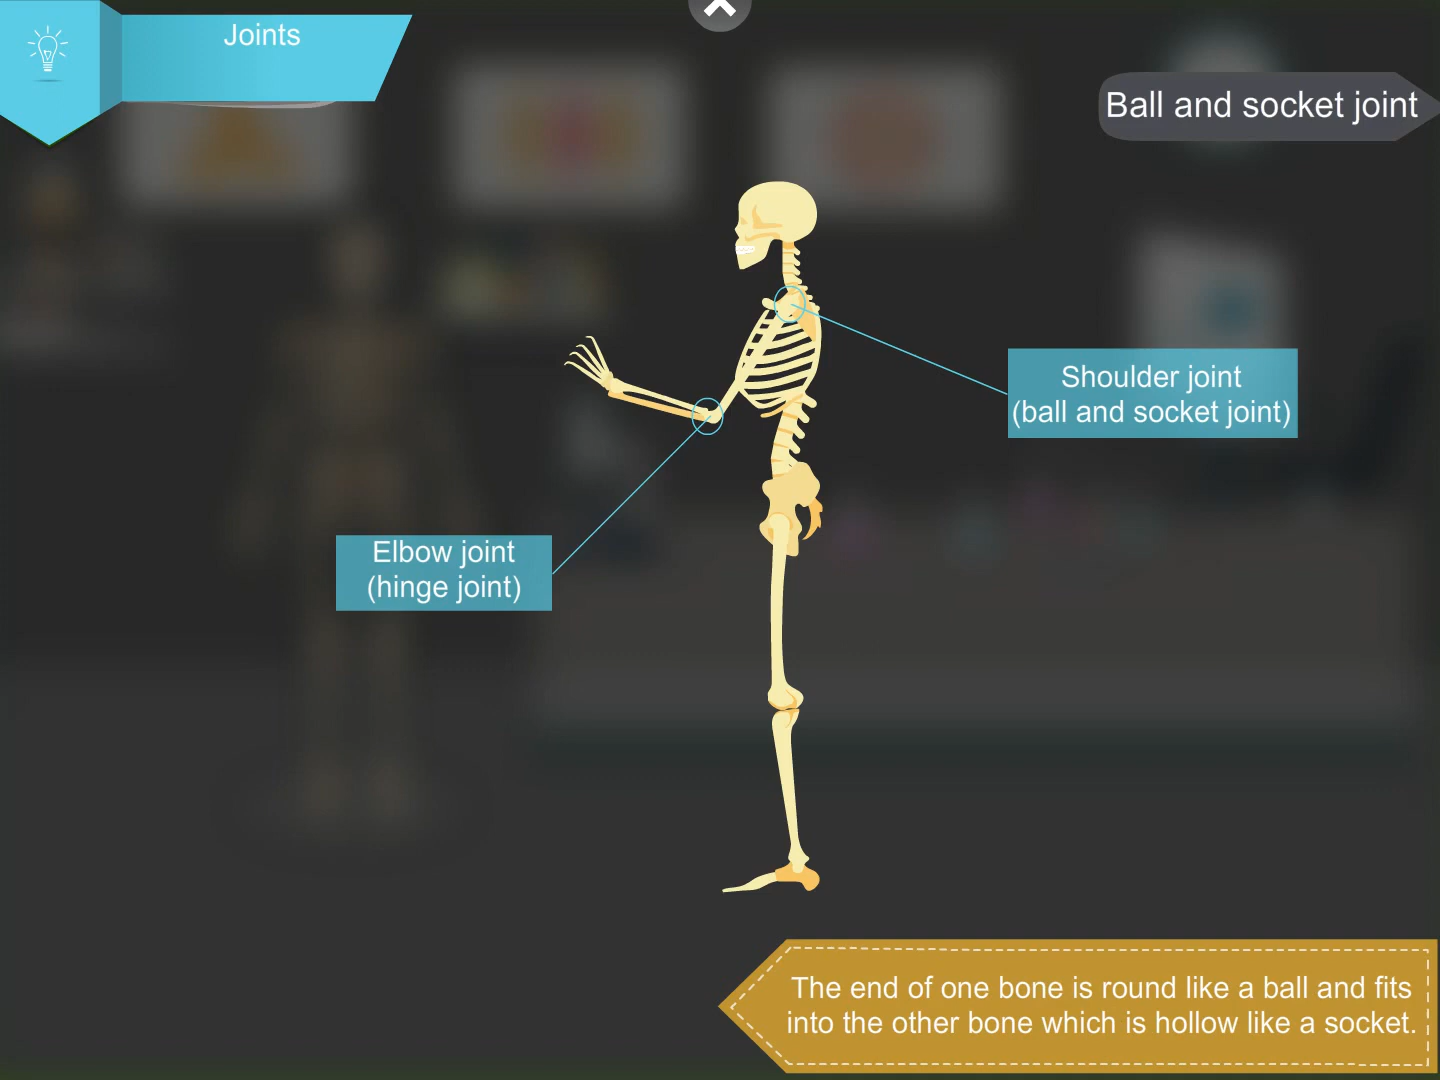 Joints
Ball and socket joint
Shoulder joint
(ball and socket joint)
Elbow joint
(hinge joint)
The end of one bone is round like a ball and fits
into the other bone which is hollow like a socket.